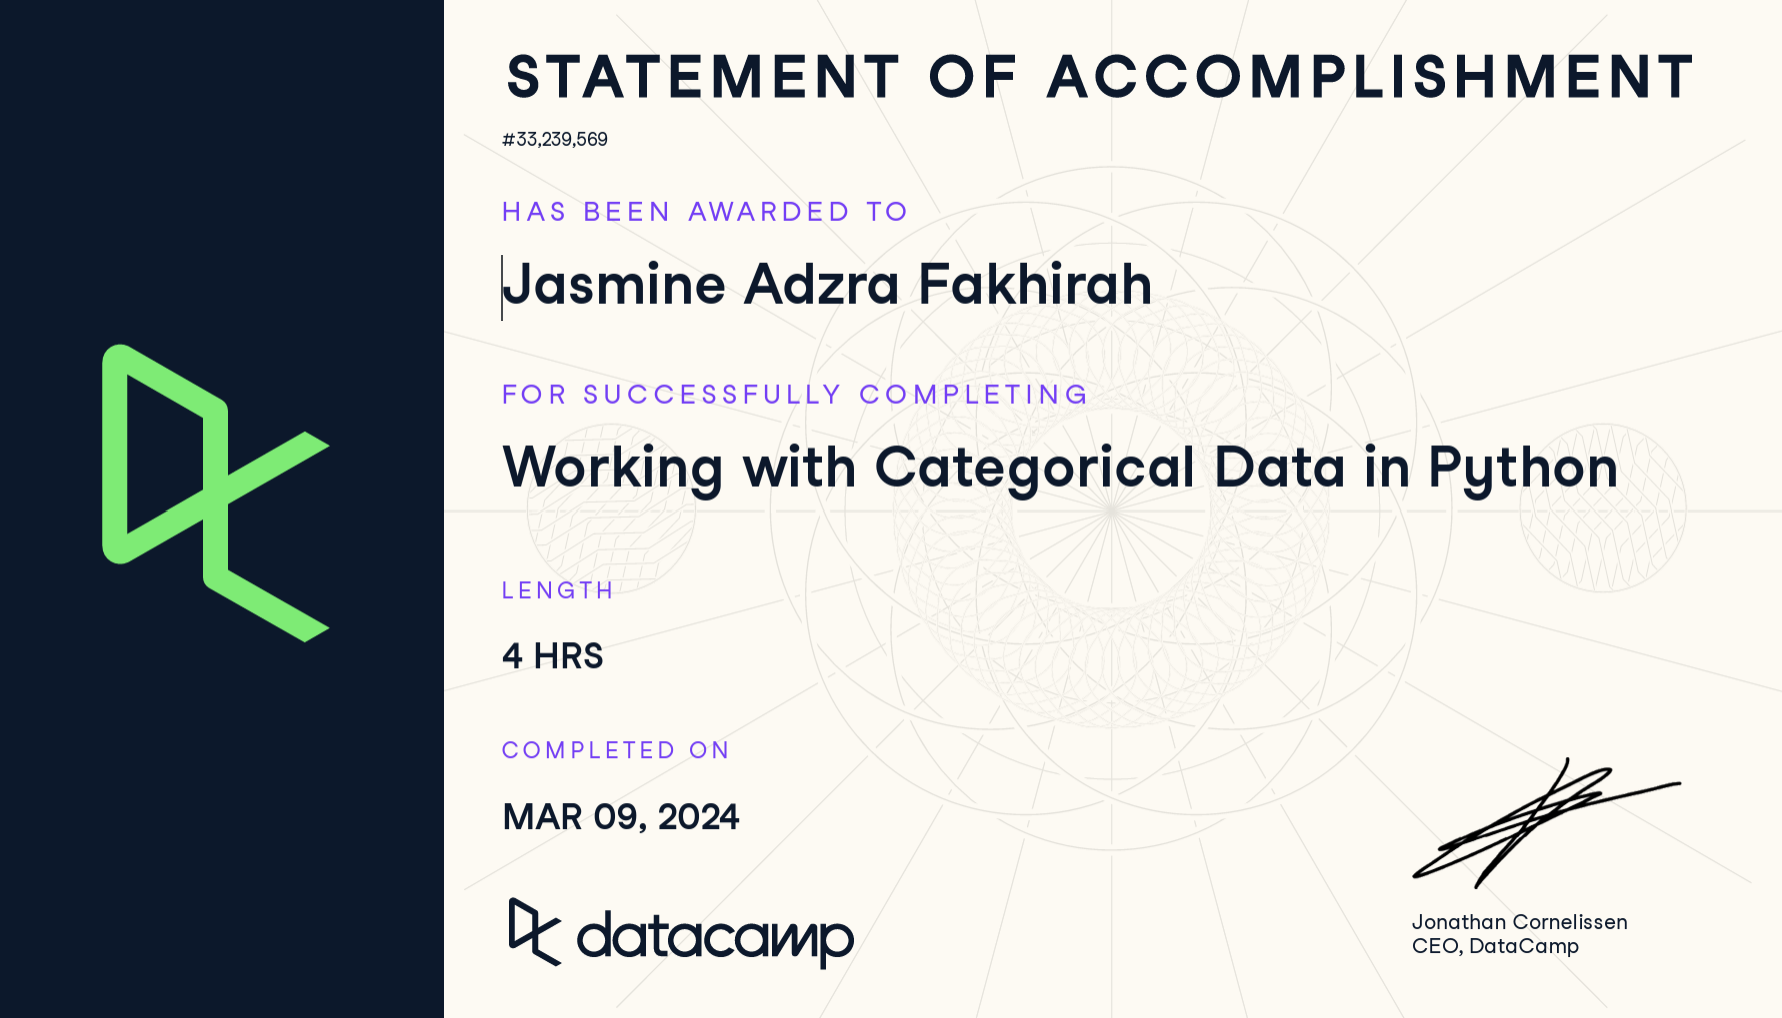 STATEMENT OF ACCOMPLISHMENT
#33,239,569
HAS BEEN AWARDED TO
Jasmine Adzra Fakhirah
FOR SUCCESSFULLY COMPLETING
Working with Categorical Data in Python
LENGTH
4 HRS
COMPLETED ON
MAR 09, 2024
datacamp
Jonathan Cornelissen
CEO, DataCamp